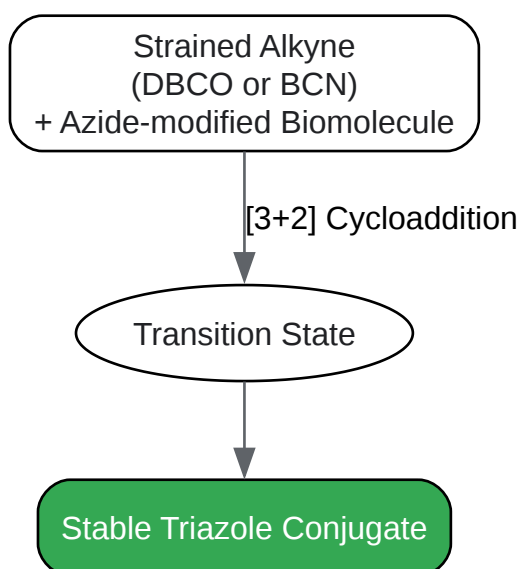 Strained Alkyne
(DBCO or BCN)
+ Azide-modified Biomolecule
[3+2] Cycloaddition
Transition State
Stable Triazole Conjugate